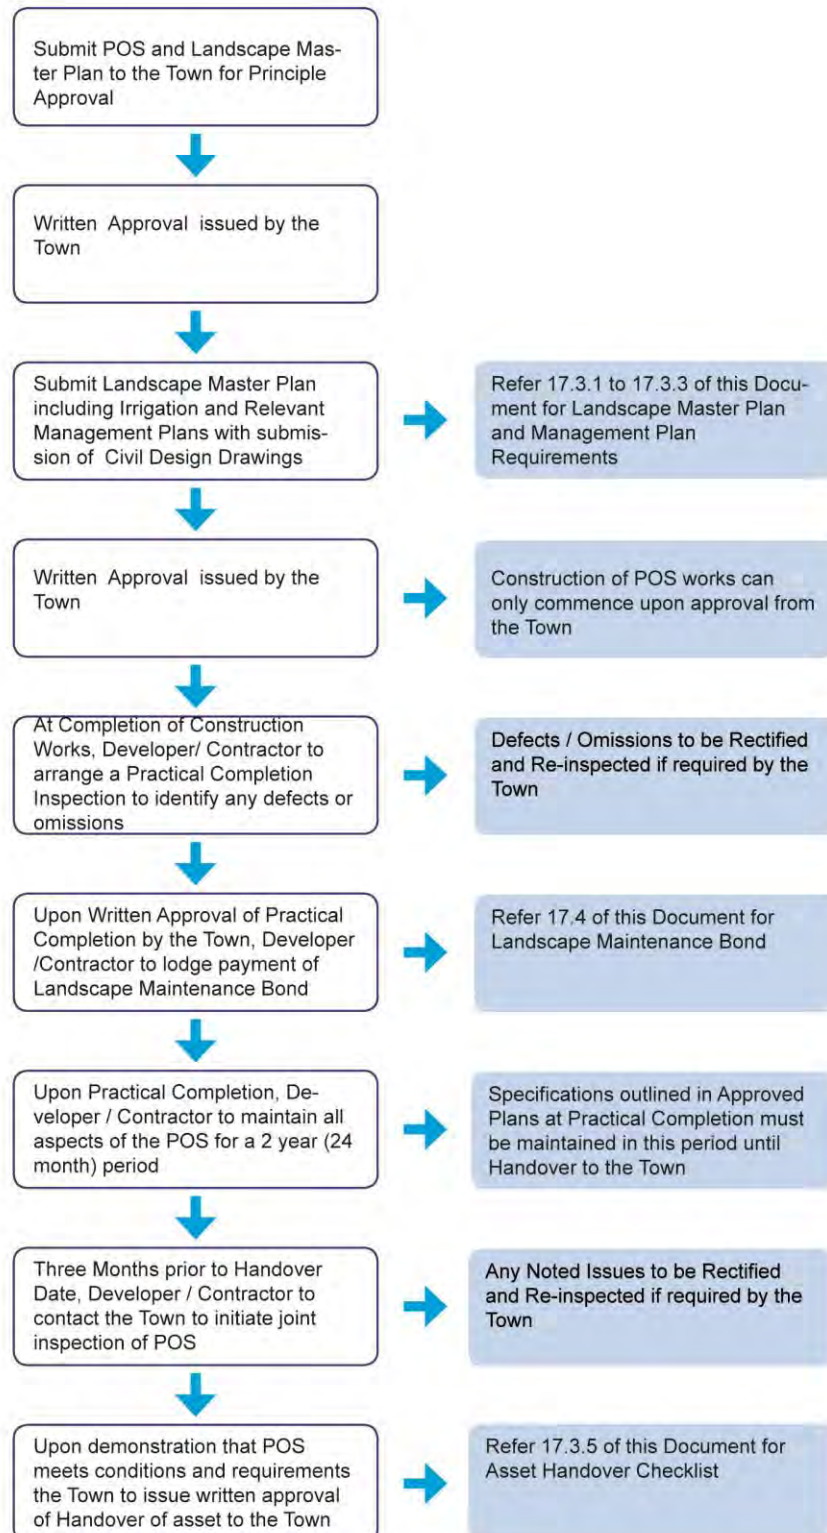 Submit POS and Landscape Mas-
ter Plan to the Town for Principle
Approval
Written Approval issued by the
Town
Submit Landscape Master Plan
including Irrigation and Relevant
Management Plans with submis-
sion of Civil Design Drawings
Refer 17.3.1 to 17.3.3 of this Docu-
ment for Landscape Master Plan
and Management Plan
Requirements
Written Approval issued by the
Town
Construction of POS works can
only commence upon approval from
the Town
At Completion of Construction
Works, Developer/ Contractor to
arrange a Practical Completion
Inspection to identify any defects or
omissions
Defects / Omissions to be Rectified
and Re-inspected if required by the
Town
Upon Written Approval of Practical
Completion by the Town, Developer
/Contractor to lodge payment of
Landscape Maintenance Bond
Refer 17.4 of this Document for
Landscape Maintenance Bond
Upon Practical Completion, De-
veloper / Contractor to maintain all
aspects of the POS for a 2 year (24
month) period
Specifications outlined in Approved
Plans at Practical Completion must
be maintained in this period until
Handover to the Town
Three Months prior to Handover
Date, Developer / Contractor to
contact the Town to initiate joint
inspection of POS
Any Noted Issues to be Rectified
and Re-inspected if required by the
Town
Upon demonstration that POS
meets conditions and requirements
the Town to issue written approval
of Handover of asset to the Town
Refer 17.3.5 of this Document for
Asset Handover Checklist